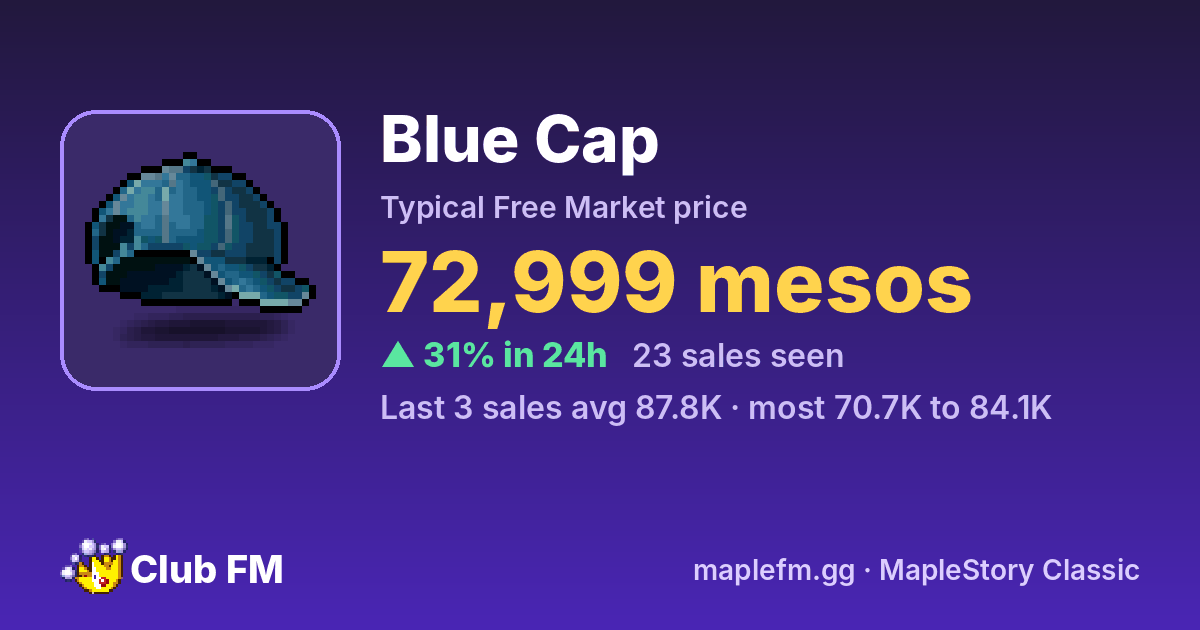 Blue Cap
Typical Free Market price
72,999 mesos
▲ 31% in 24h 23 sales seen
Last 3 sales avg 87.8K · most 70.7K to 84.1K
Club FM
maplefm.gg · MapleStory Classic